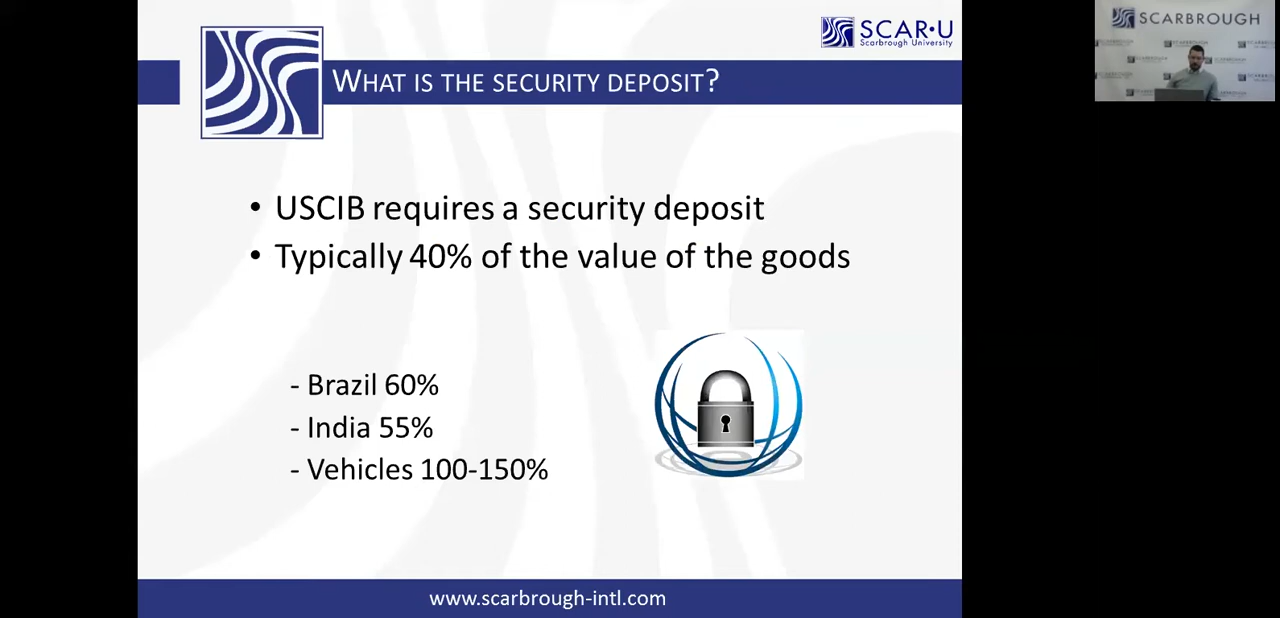 SCAR•U
Scarbrough University
WHAT IS THE SECURITY DEPOSIT?
• USCIB requires a security deposit
• Typically 40% of the value of the goods
- Brazil 60%
- India 55%
- Vehicles 100-150%
www.scarbrough-intl.com
SCARBROUGH